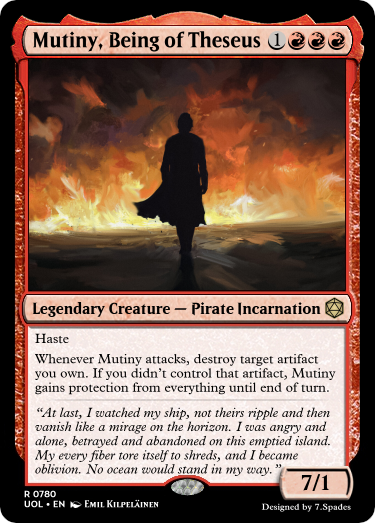 Mutiny, Being of Theseus 1
Legendary Creature — Pirate Incarnation
Haste
Whenever Mutiny attacks, destroy target artifact
you own. If you didn't control that artifact, Mutiny
gains protection from everything until end of turn.
“At last, I watched my ship, not theirs ripple and then
vanish like a mirage on the horizon. I was angry and
alone, betrayed and abandoned on this emptied island.
My every fiber tore itself to shreds, and I became
oblivion. No ocean would stand in my way.”
7/1
R 0780
UOL • EN Emil Kilpeläinen
Designed by 7.Spades